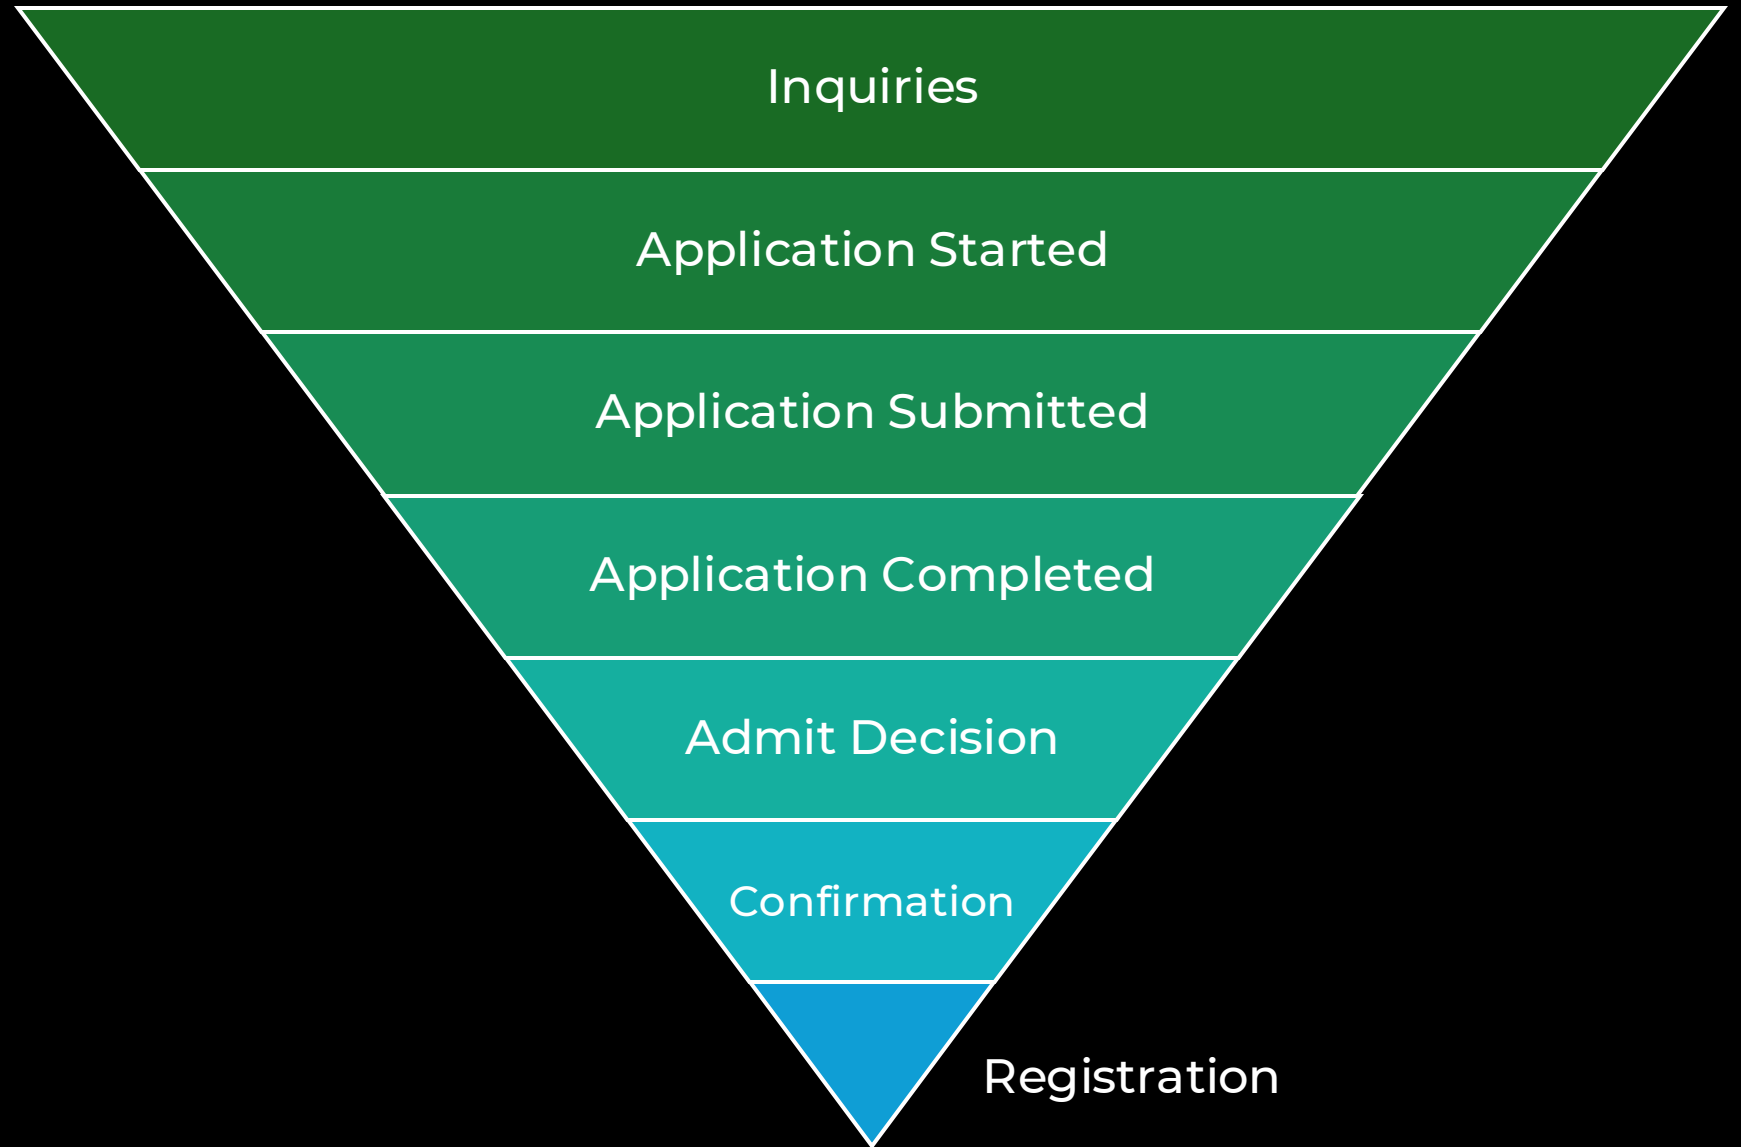 Inquiries
Application Started
Application Submitted
Application Completed
Admit Decision
Confirmation
Registration